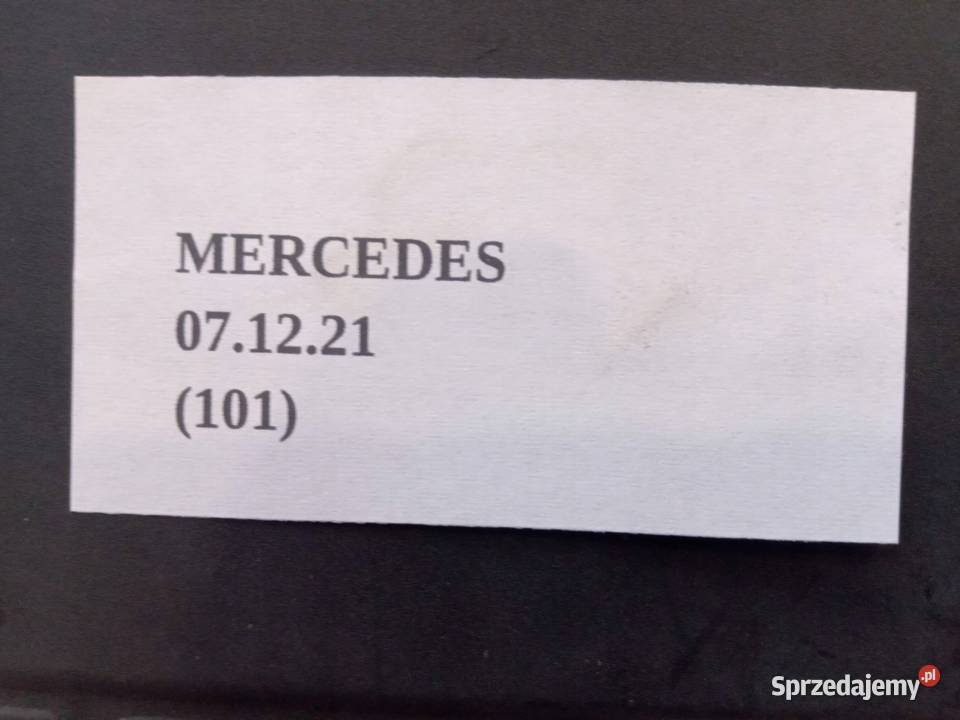 MERCEDES
07.12.21
(101)
Sprzedajemy.pl